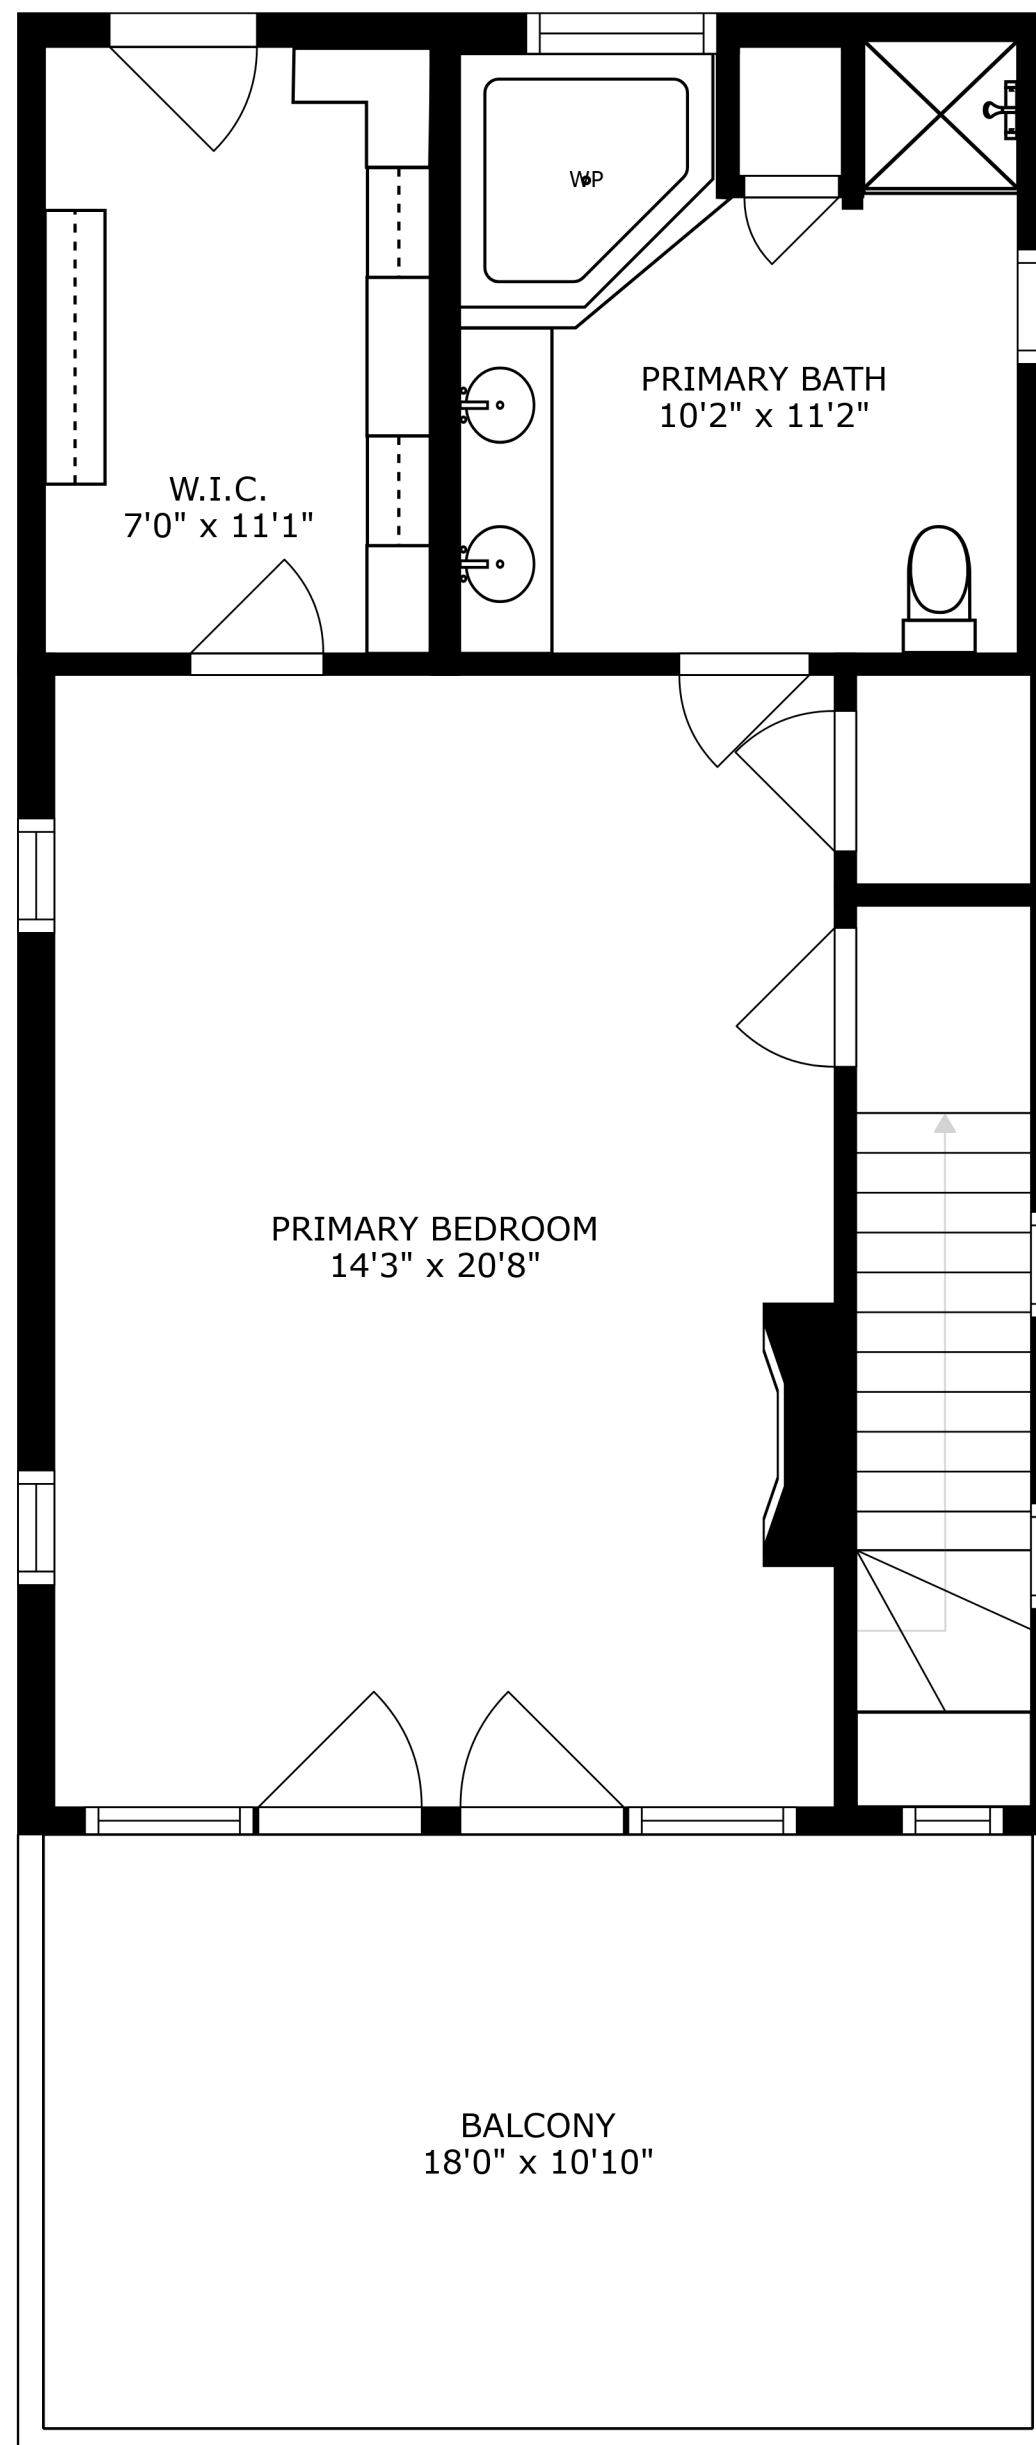 WP
PRIMARY BATH
10'2" x 11'2"
W.I.C.
7'0" x 11'1"
PRIMARY BEDROOM
14'3" x 20'8"
BALCONY
18'0" x 10'10"